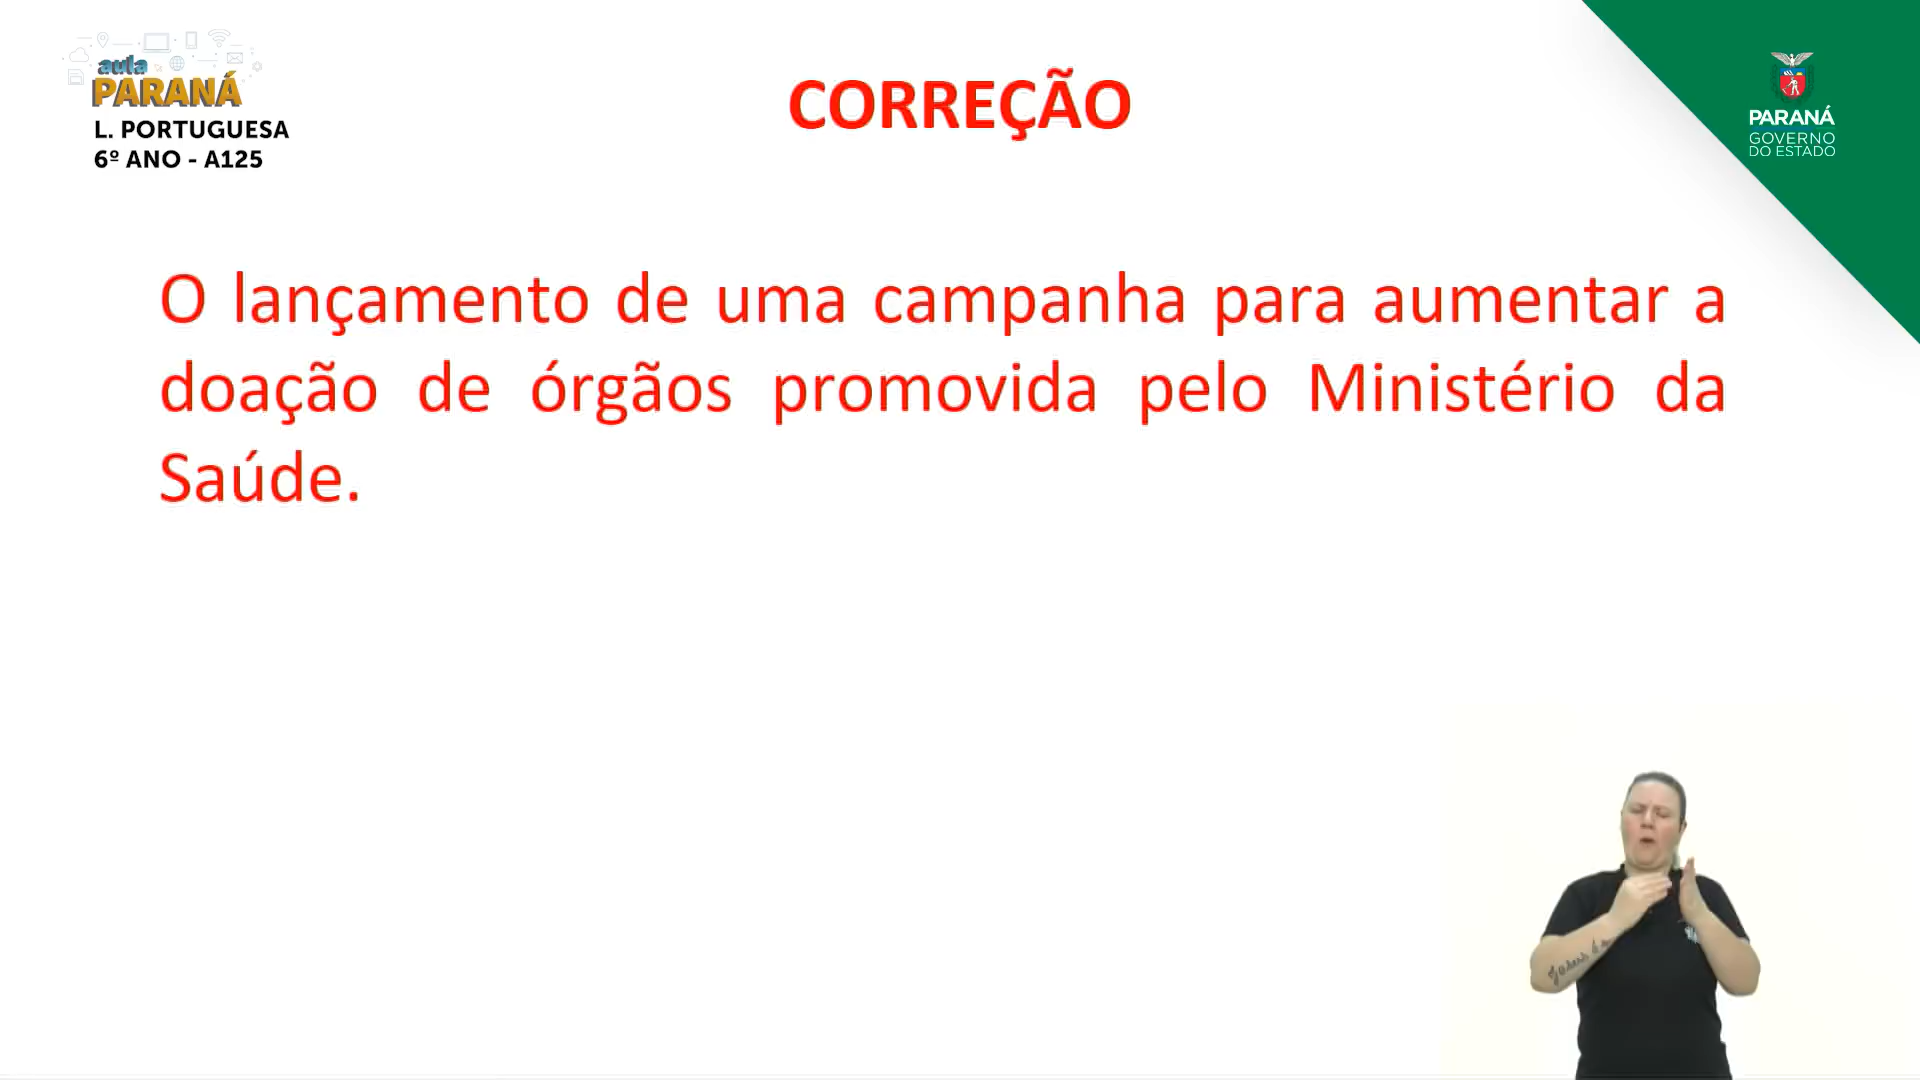 aula
PARANÁ
L. PORTUGUESA
6º ANO - A125
CORREÇÃO
PARANÁ
GOVERNO
DO ESTADO
O lançamento de uma campanha para aumentar a
doação de órgãos promovida pelo Ministério da
Saúde.